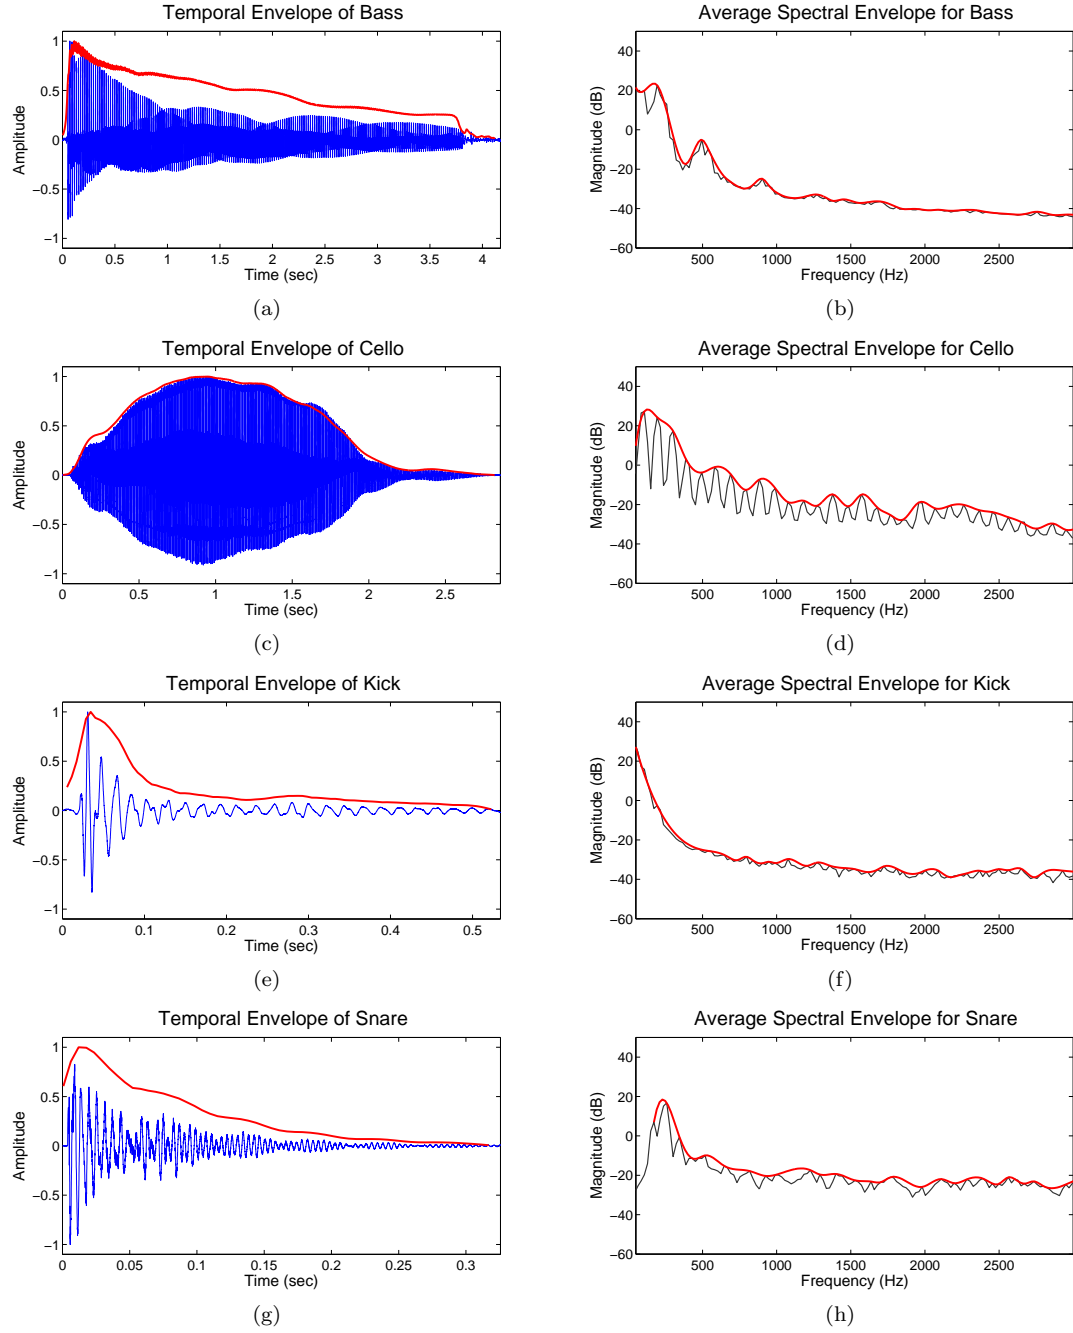 Temporal Envelope of Bass
Amplitude
1
0.5
0
−0.5
−1
0 0.5 1 1.5 2 2.5 3 3.5 4
Time (sec)
(a)
Average Spectral Envelope for Bass
Magnitude (dB)
40
20
0
−20
−40
−60
500 1000 1500 2000 2500
Frequency (Hz)
(b)
Temporal Envelope of Cello
Amplitude
1
0.5
0
−0.5
−1
0 0.5 1 1.5 2 2.5
Time (sec)
(c)
Average Spectral Envelope for Cello
Magnitude (dB)
40
20
0
−20
−40
−60
500 1000 1500 2000 2500
Frequency (Hz)
(d)
Temporal Envelope of Kick
Amplitude
1
0.5
0
−0.5
−1
0 0.1 0.2 0.3 0.4 0.5
Time (sec)
(e)
Average Spectral Envelope for Kick
Magnitude (dB)
40
20
0
−20
−40
−60
500 1000 1500 2000 2500
Frequency (Hz)
(f)
Temporal Envelope of Snare
Amplitude
1
0.5
0
−0.5
−1
0 0.05 0.1 0.15 0.2 0.25 0.3
Time (sec)
(g)
Average Spectral Envelope for Snare
Magnitude (dB)
40
20
0
−20
−40
−60
500 1000 1500 2000 2500
Frequency (Hz)
(h)